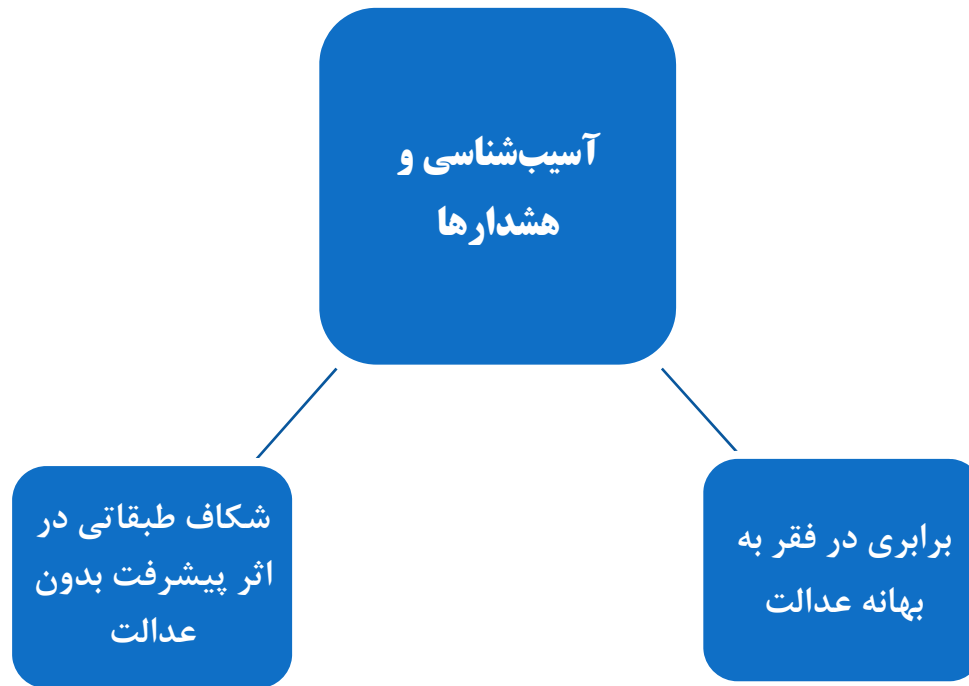 آسیب‌شناسی و
هشدارها
برابری در فقر به
بهانه عدالت
شکاف طبقاتی در
اثر پیشرفت بدون
عدالت